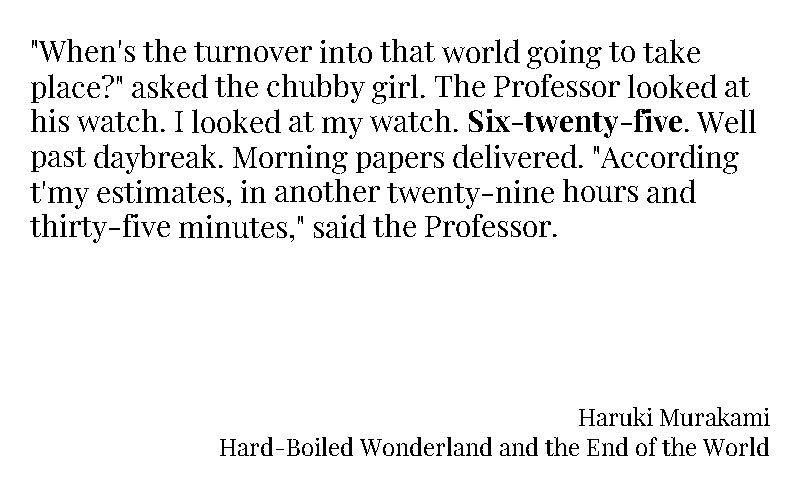 "When's the turnover into that world going to take
place?" asked the chubby girl. The Professor looked at
his watch. I looked at my watch. Six-twenty-five. Well
past daybreak. Morning papers delivered. "According
t'my estimates, in another twenty-nine hours and
thirty-five minutes," said the Professor.
Haruki Murakami
Hard-Boiled Wonderland and the End of the World